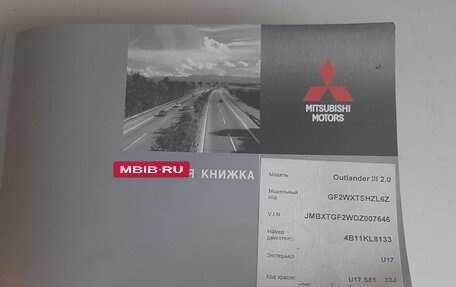 MITSUBISHI
MOTORS
MBIB.RU
КНИЖКА
Модель Outlander III 2.0
Модельный
код GF2WXTSHZL6Z
V.I.N. JMBXTGF2WDZ007646
Номер
двигателя 4B11KL8133
Экстерьер U17
Код краски U17 S81 33J